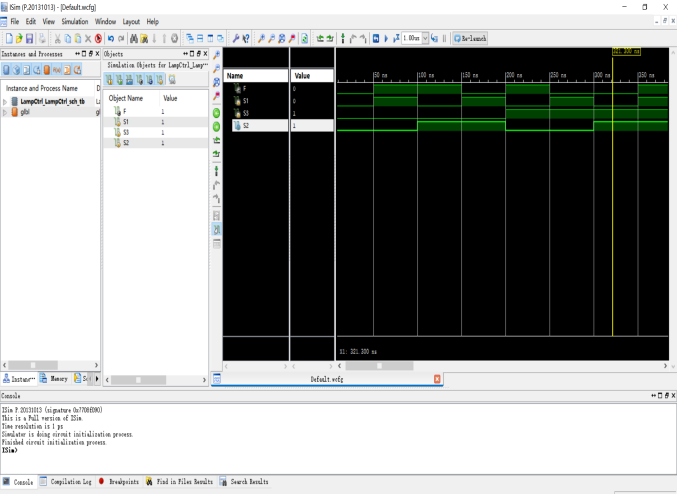 ISim (P.20131013) - [Default.wcfg]
File Edit View Simulation Window Layout Help
1.00us
Re-launch
Instances and Processes
Objects
Simulation Objects for LampCtrl_Lamp...
Instance and Process Name
LampCtrl_LampCtrl_sch_tb
glbl
Object Name Value
F 1
S1 1
S3 1
S2 1
Name Value
F 0
S1 0
S3 1
S2 1
321.300 ns
50 ns 100 ns 150 ns 200 ns 250 ns 300 ns 350 ns
X1: 321.300 ns
Instanc... Memory
Default.wcfg
Console
ISim P.20131013 (signature 0x7708f090)
This is a Full version of ISim.
Time resolution is 1 ps
Simulator is doing circuit initialization process.
Finished circuit initialization process.
ISim>
Console Compilation Log Breakpoints Find in Files Results Search Results